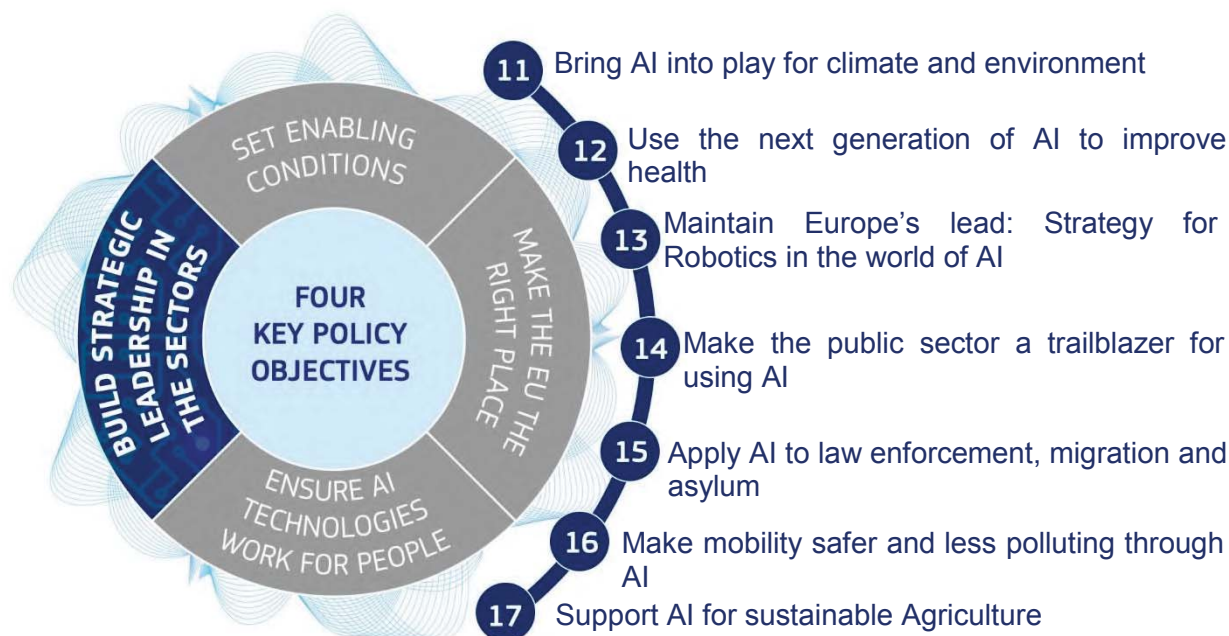 SET ENABLING
CONDITIONS
MAKE THE EU THE
RIGHT PLACE
ENSURE AI
TECHNOLOGIES
WORK FOR PEOPLE
BUILD STRATEGIC
LEADERSHIP IN
THE SECTORS
FOUR
KEY POLICY
OBJECTIVES
11 Bring AI into play for climate and environment
12 Use the next generation of AI to improve
health
13 Maintain Europe’s lead: Strategy for
Robotics in the world of AI
14 Make the public sector a trailblazer for
using AI
15 Apply AI to law enforcement, migration and
asylum
16 Make mobility safer and less polluting through
AI
17 Support AI for sustainable Agriculture